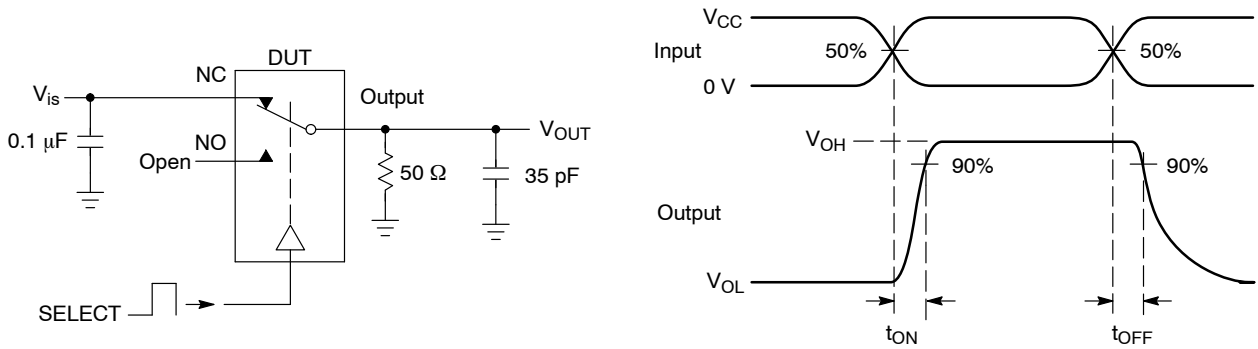 DUT
NC
V_is
Output
V_OUT
0.1 μF
NO
Open
50 Ω
35 pF
SELECT
V_CC
Input
50%
50%
0 V
V_OH
90%
90%
Output
V_OL
t_ON
t_OFF